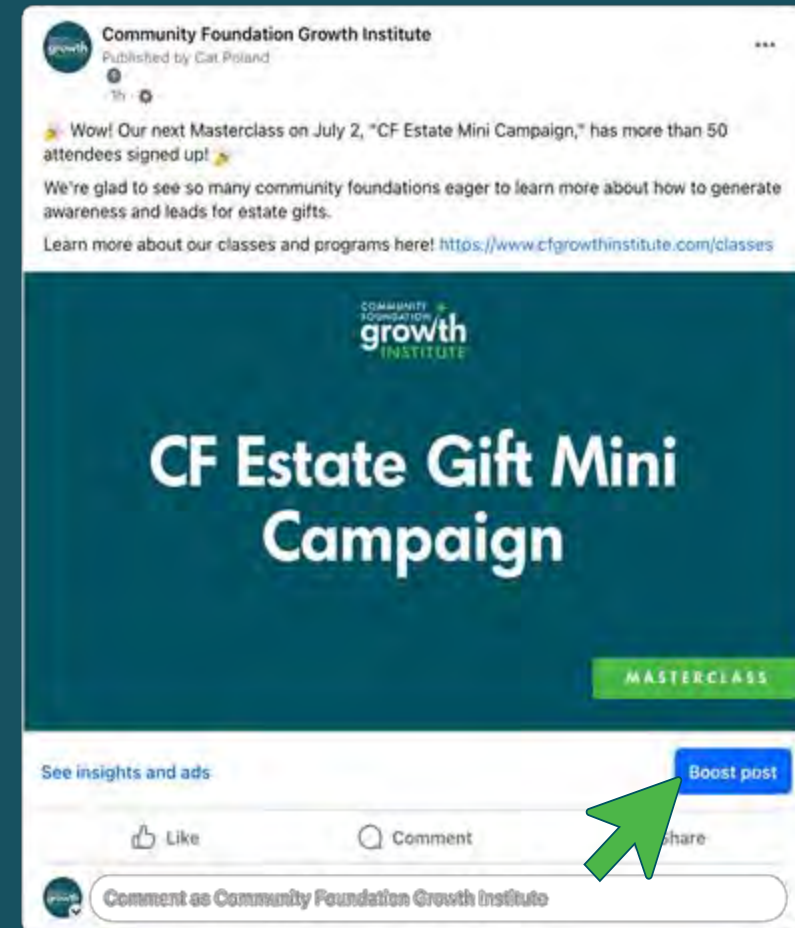 growth
Community Foundation Growth Institute
Published by Cat Poland
1h
Wow! Our next Masterclass on July 2, "CF Estate Mini Campaign," has more than 50
attendees signed up!
We're glad to see so many community foundations eager to learn more about how to generate
awareness and leads for estate gifts.
Learn more about our classes and programs here! https://www.cfgrowthinstitute.com/classes
COMMUNITY
FOUNDATION
growth
INSTITUTE
CF Estate Gift Mini
Campaign
MASTERCLASS
See insights and ads
Boost post
Like
Comment
Share
growth
Comment as Community Foundation Growth Institute